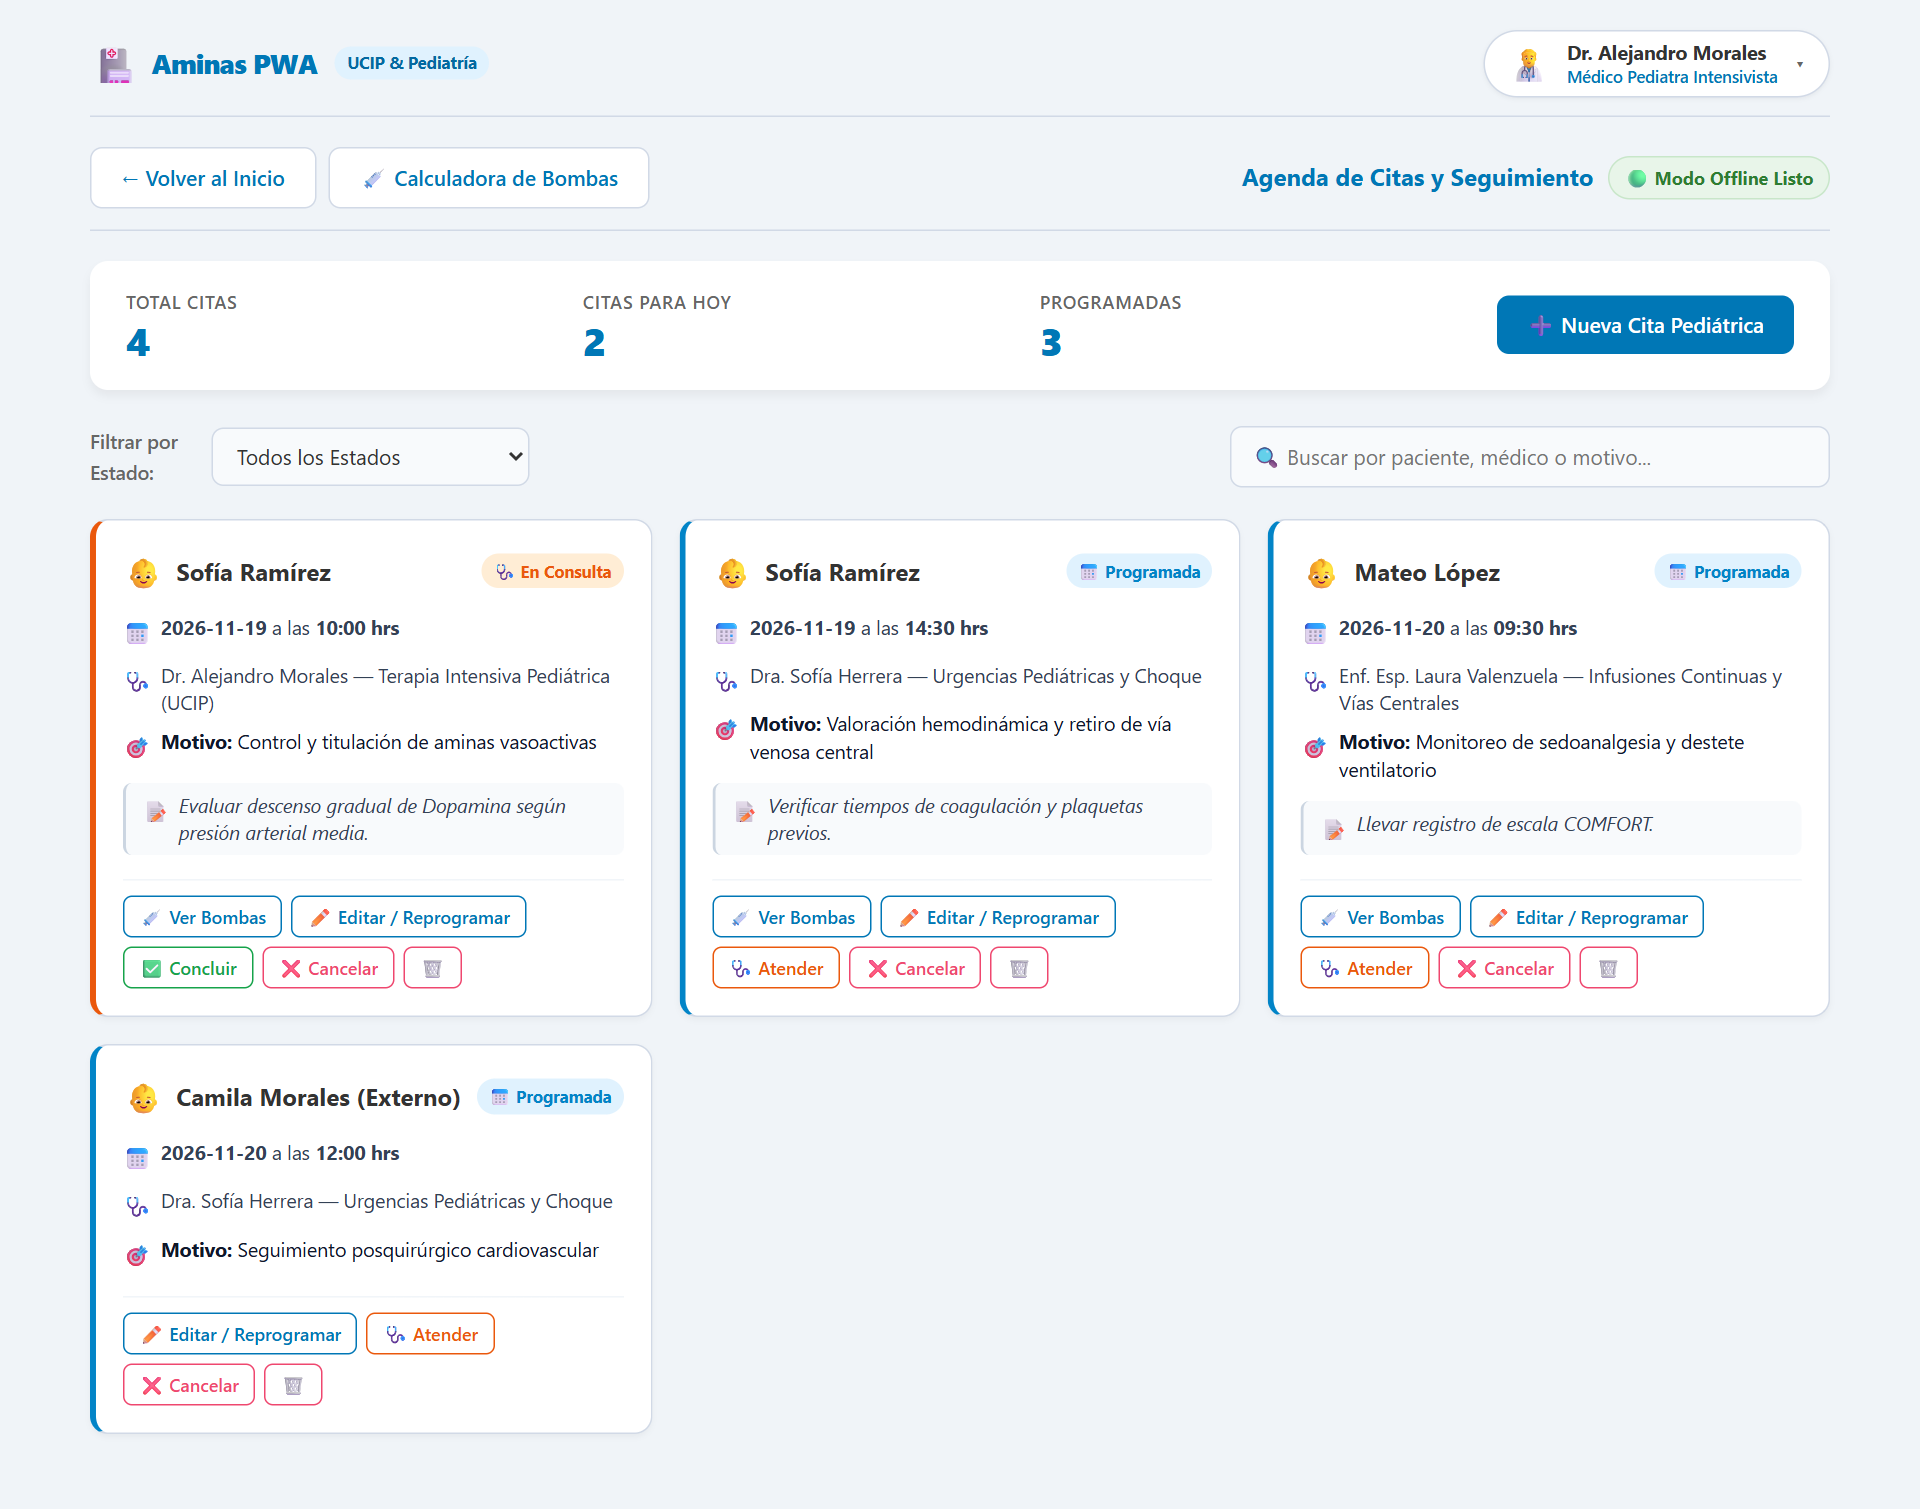 Aminas PWA
UCIP & Pediatría
Dr. Alejandro Morales
Médico Pediatra Intensivista
← Volver al Inicio
Calculadora de Bombas
Agenda de Citas y Seguimiento
Modo Offline Listo
TOTAL CITAS
4
CITAS PARA HOY
2
PROGRAMADAS
3
Nueva Cita Pediátrica
Filtrar por
Estado:
Todos los Estados
Buscar por paciente, médico o motivo...
Sofía Ramírez
En Consulta
2026-11-19 a las 10:00 hrs
Dr. Alejandro Morales — Terapia Intensiva Pediátrica
(UCIP)
Motivo: Control y titulación de aminas vasoactivas
Evaluar descenso gradual de Dopamina según
presión arterial media.
Ver Bombas
Editar / Reprogramar
Concluir
Cancelar
Sofía Ramírez
Programada
2026-11-19 a las 14:30 hrs
Dra. Sofía Herrera — Urgencias Pediátricas y Choque
Motivo: Valoración hemodinámica y retiro de vía
venosa central
Verificar tiempos de coagulación y plaquetas
previos.
Ver Bombas
Editar / Reprogramar
Atender
Cancelar
Mateo López
Programada
2026-11-20 a las 09:30 hrs
Enf. Esp. Laura Valenzuela — Infusiones Continuas y
Vías Centrales
Motivo: Monitoreo de sedoanalgesia y destete
ventilatorio
Llevar registro de escala COMFORT.
Ver Bombas
Editar / Reprogramar
Atender
Cancelar
Camila Morales (Externo)
Programada
2026-11-20 a las 12:00 hrs
Dra. Sofía Herrera — Urgencias Pediátricas y Choque
Motivo: Seguimiento posquirúrgico cardiovascular
Editar / Reprogramar
Atender
Cancelar